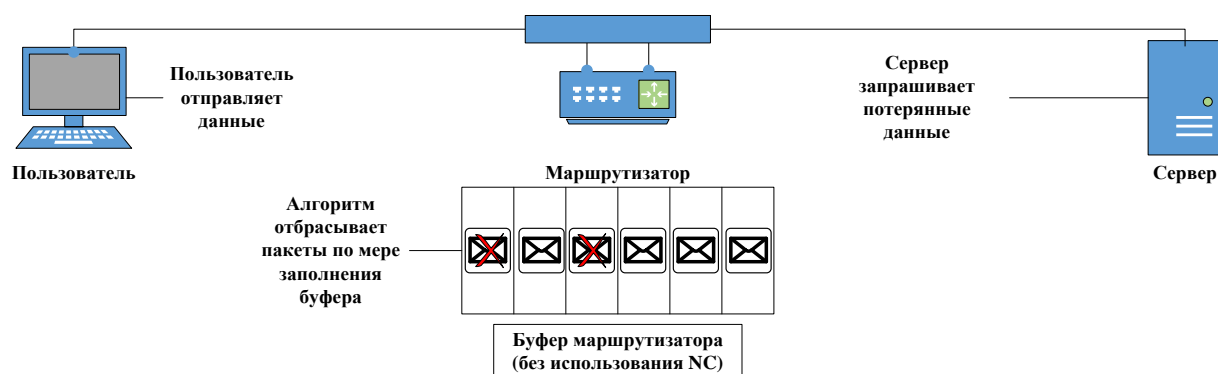 Пользователь
отправляет
данные
Сервер
запрашивает
потерянные
данные
Пользователь
Маршрутизатор
Сервер
Алгоритм
отбрасывает
пакеты по мере
заполнения
буфера
Буфер маршрутизатора
(без использования NC)